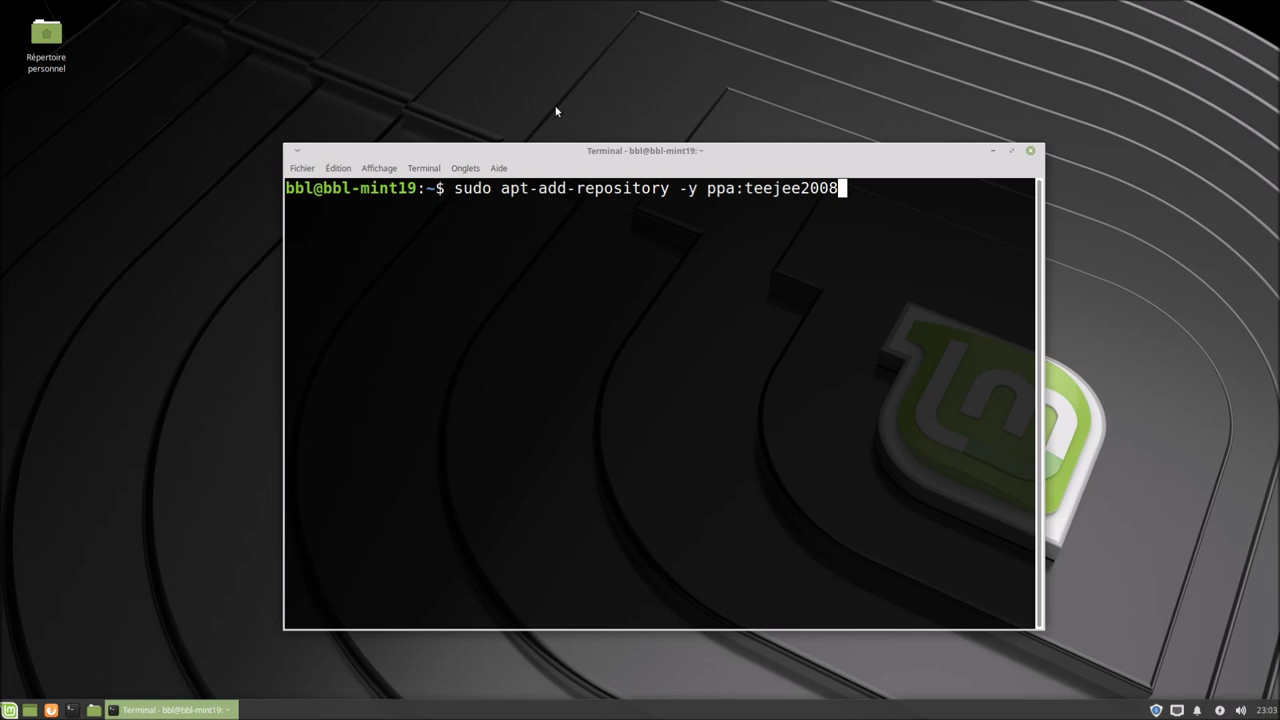 Répertoire
personnel
Terminal - bbl@bbl-mint19: ~
Fichier Édition Affichage Terminal Onglets Aide
bbl@bbl-mint19:~$ sudo apt-add-repository -y ppa:teejee2008
Terminal - bbl@bbl-mint19: ~
23:03